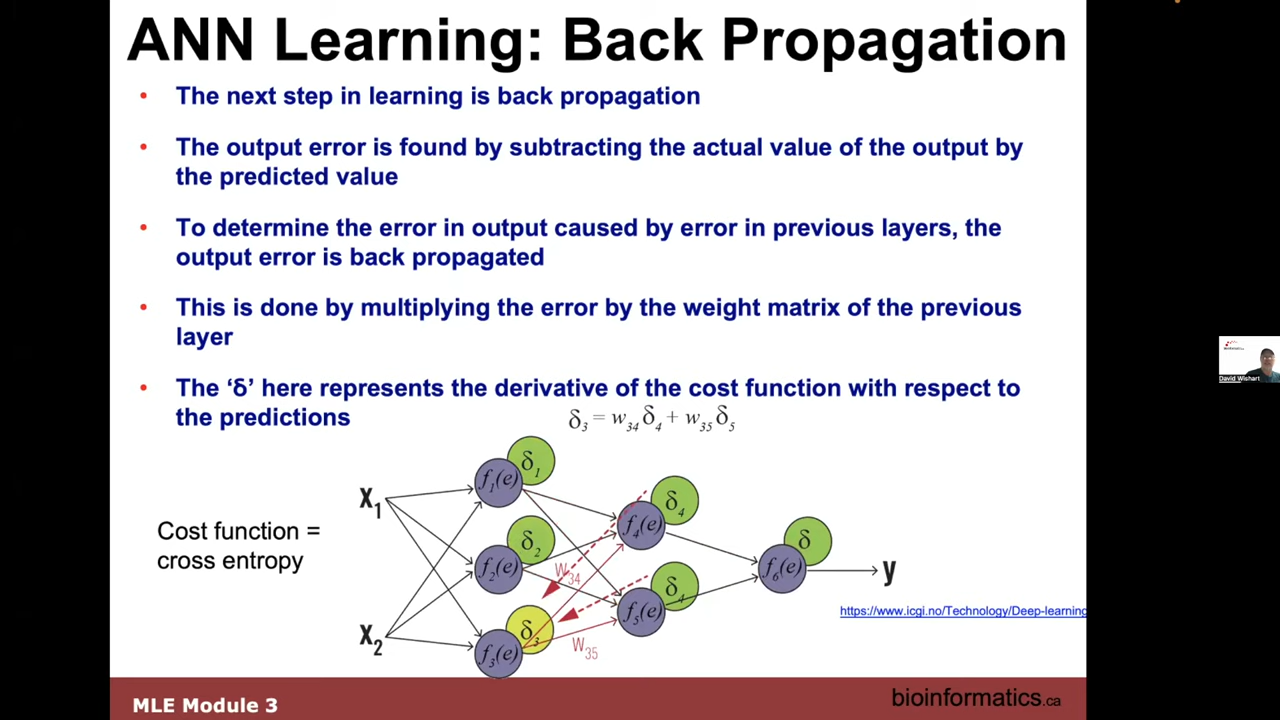 ANN Learning: Back Propagation
• The next step in learning is back propagation
• The output error is found by subtracting the actual value of the output by
the predicted value
• To determine the error in output caused by error in previous layers, the
output error is back propagated
• This is done by multiplying the error by the weight matrix of the previous
layer
• The ‘δ’ here represents the derivative of the cost function with respect to
the predictions
δ₃ = w₃₄δ₄ + w₃₅δ₅
Cost function =
cross entropy
X₁
X₂
f₁(e)
δ₁
f₂(e)
δ₂
f₃(e)
δ₃
W₃₄
W₃₅
f₄(e)
δ₄
f₅(e)
δ₄
f₆(e)
δ
y
https://www.icgi.no/Technology/Deep-learning
David Wishart
MLE Module 3
bioinformatics.ca